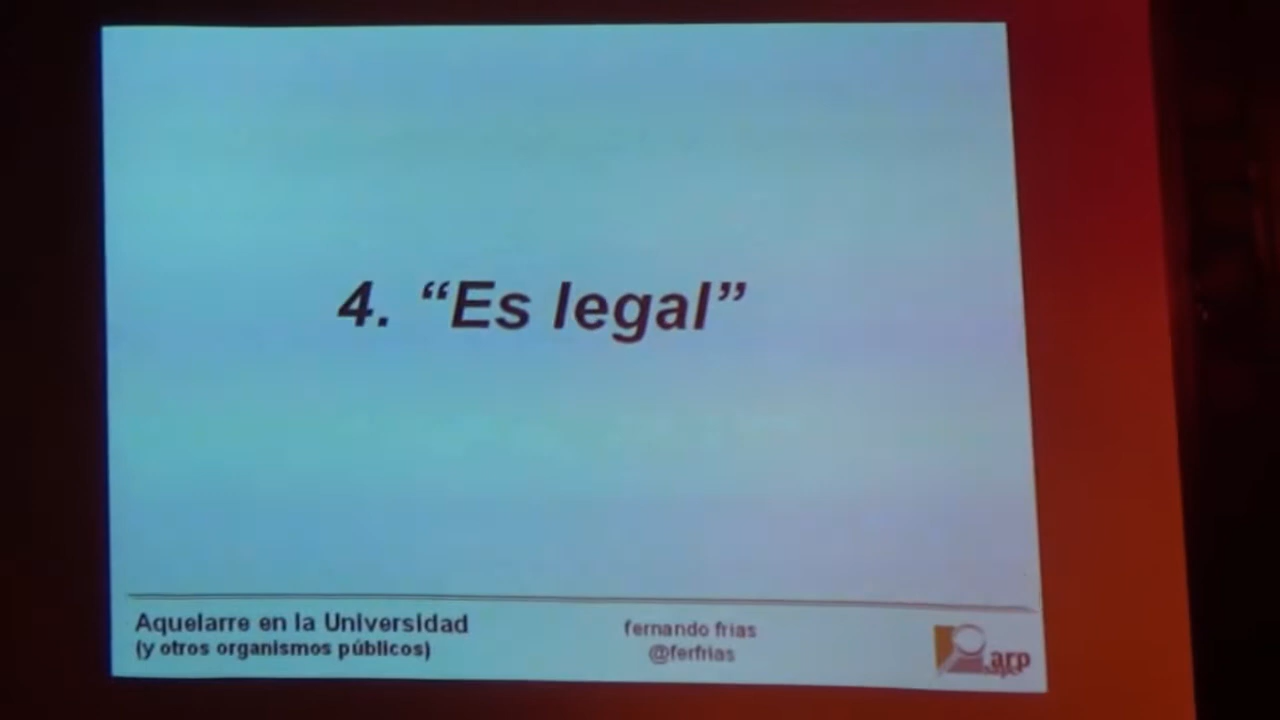 4. “Es legal”
Aquelarre en la Universidad
(y otros organismos públicos)
fernando frias
@ferfrias
arp